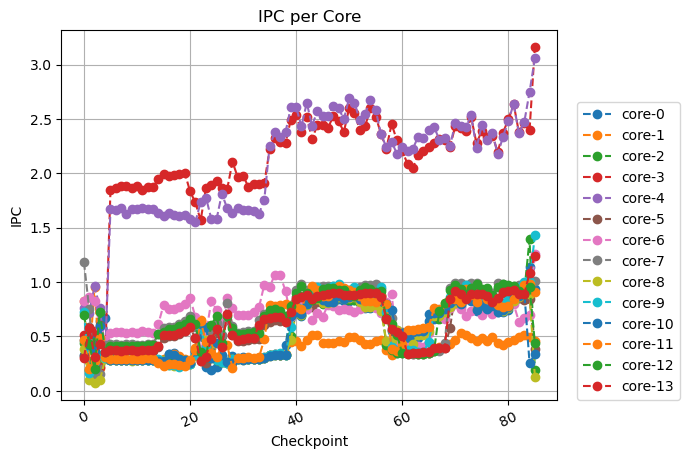 IPC per Core
IPC
3.0
2.5
2.0
1.5
1.0
0.5
0.0
0
20
40
60
80
Checkpoint
core-0
core-1
core-2
core-3
core-4
core-5
core-6
core-7
core-8
core-9
core-10
core-11
core-12
core-13